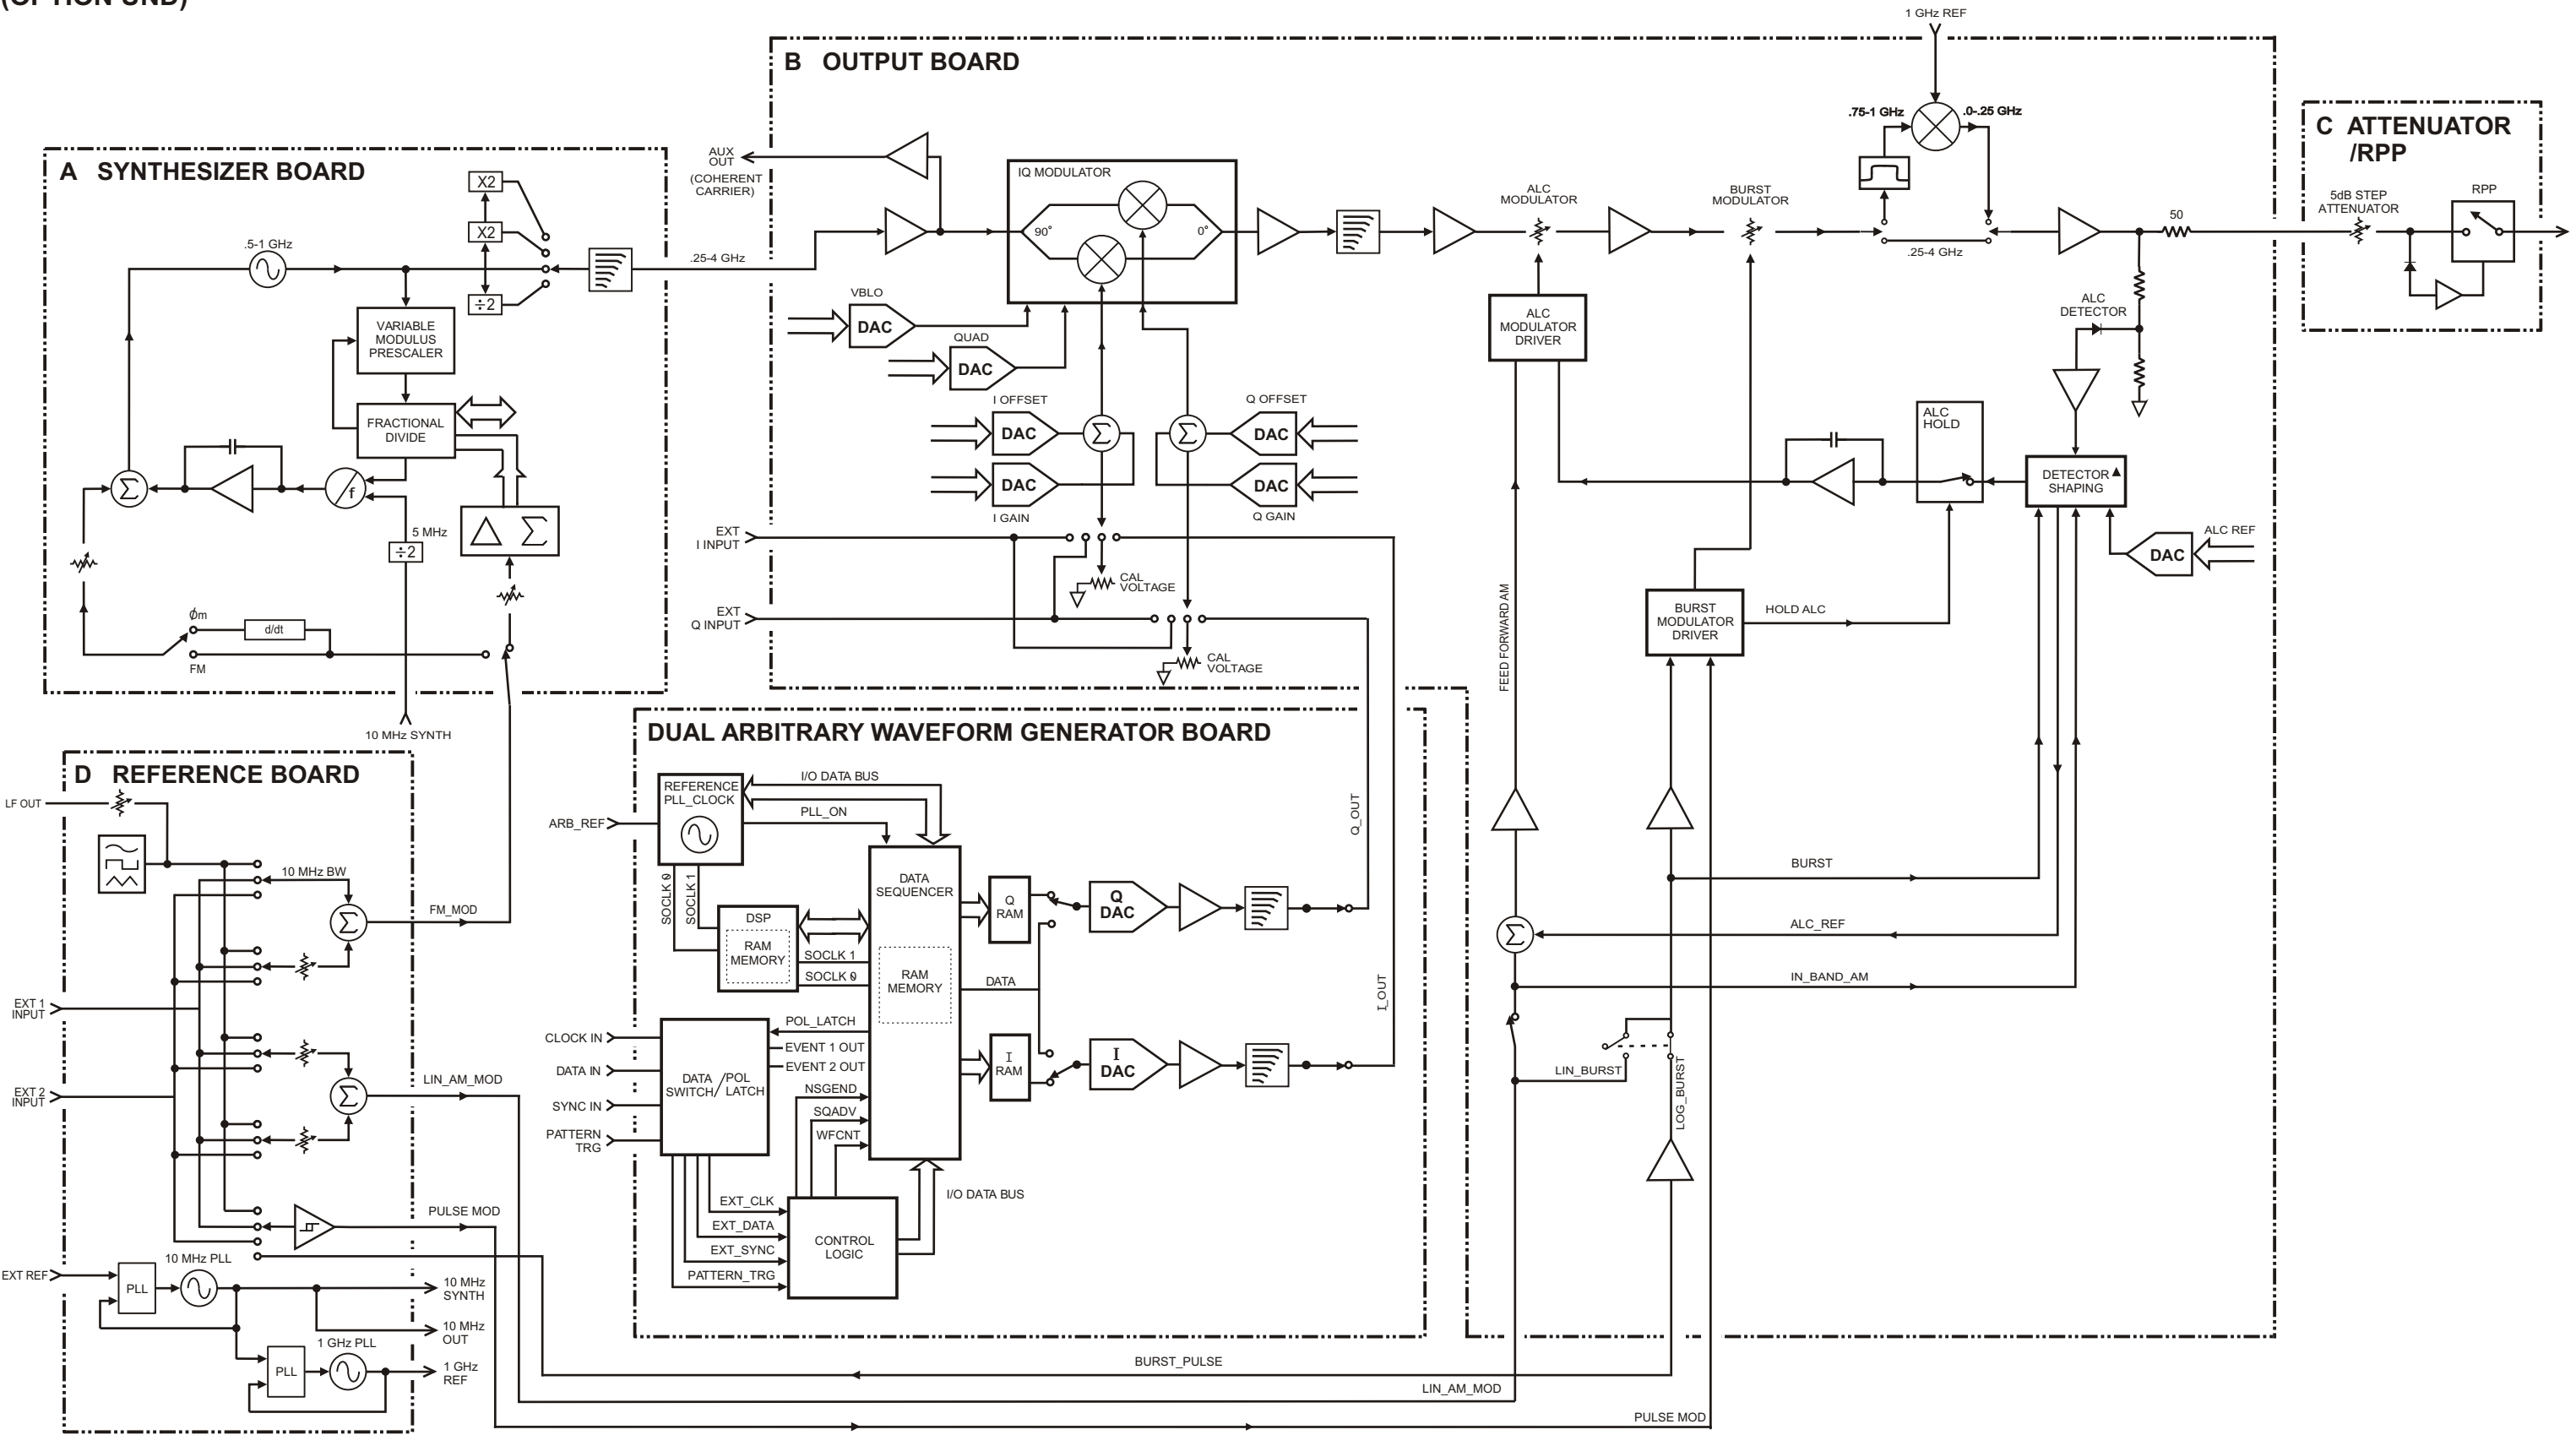 (OPTION UND)
1 GHz REF
B OUTPUT BOARD
.75-1 GHz
.0-.25 GHz
C ATTENUATOR
/RPP
A SYNTHESIZER BOARD
AUX
OUT
(COHERENT
CARRIER)
IQ MODULATOR
90°
0°
ALC
MODULATOR
BURST
MODULATOR
.25-4 GHz
50
5dB STEP
ATTENUATOR
RPP
X2
X2
÷2
.5-1 GHz
.25-4 GHz
VARIABLE
MODULUS
PRESCALER
FRACTIONAL
DIVIDE
Σ
f
5 MHz
÷2
Δ Σ
ϕm
d/dt
FM
10 MHz SYNTH
VBLO
DAC
QUAD
DAC
I OFFSET
DAC
Σ
DAC
I GAIN
Q OFFSET
Σ
DAC
DAC
Q GAIN
EXT
I INPUT
CAL
VOLTAGE
EXT
Q INPUT
CAL
VOLTAGE
ALC
MODULATOR
DRIVER
ALC
DETECTOR
ALC
HOLD
DETECTOR
SHAPING
ALC REF
DAC
BURST
MODULATOR
DRIVER
HOLD ALC
FEED FORWARD AM
BURST
Σ
ALC_REF
IN_BAND_AM
LIN_BURST
LOG_BURST
D REFERENCE BOARD
LF OUT
10 MHz BW
Σ
FM_MOD
EXT 1
INPUT
EXT 2
INPUT
Σ
LIN_AM_MOD
PULSE MOD
EXT REF
10 MHz PLL
PLL
10 MHz
SYNTH
10 MHz
OUT
1 GHz PLL
PLL
1 GHz
REF
DUAL ARBITRARY WAVEFORM GENERATOR BOARD
REFERENCE
PLL_CLOCK
I/O DATA BUS
PLL_ON
ARB_REF
SOCLK 0
SOCLK 1
DSP
RAM
MEMORY
SOCLK 1
SOCLK 0
DATA
SEQUENCER
RAM
MEMORY
Q
RAM
Q
DAC
Q_OUT
DATA
I
RAM
I
DAC
I_OUT
CLOCK IN
DATA IN
SYNC IN
PATTERN
TRG
DATA
SWITCH/POL
LATCH
POL_LATCH
EVENT 1 OUT
EVENT 2 OUT
NSGEND
SQADV
WFCNT
EXT_CLK
EXT_DATA
EXT_SYNC
PATTERN_TRG
CONTROL
LOGIC
I/O DATA BUS
BURST_PULSE
LIN_AM_MOD
PULSE MOD